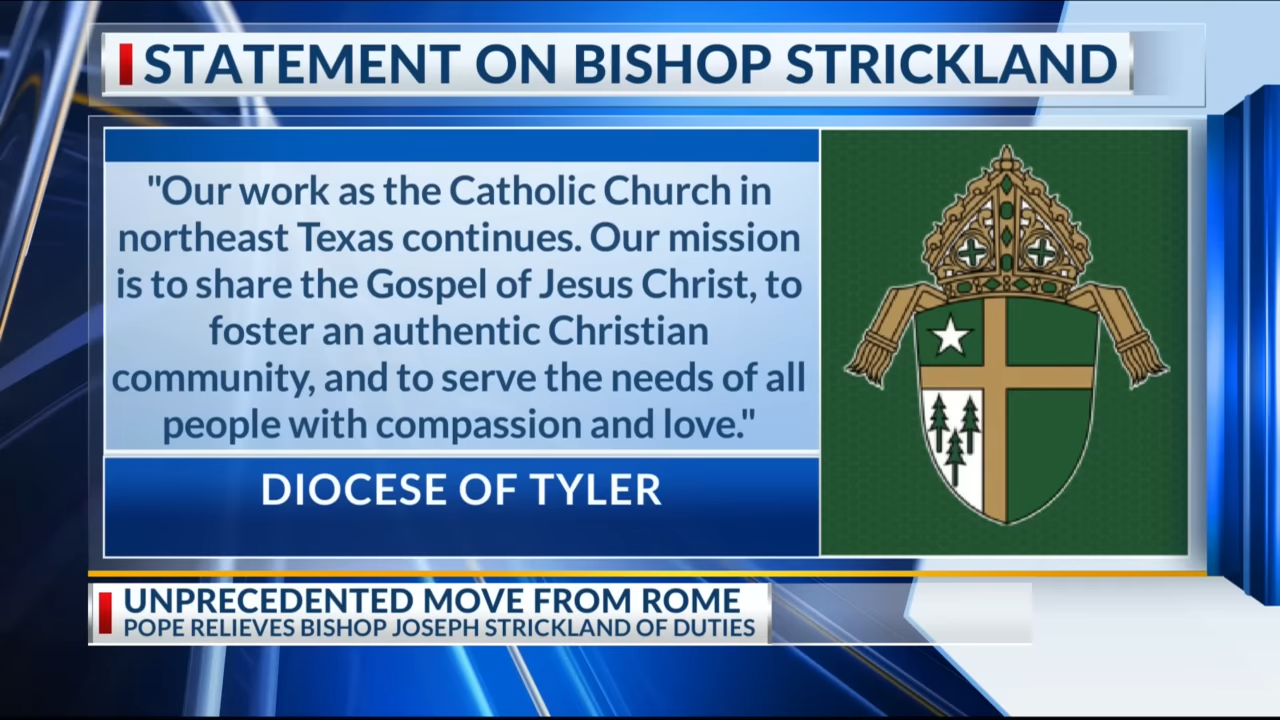 STATEMENT ON BISHOP STRICKLAND
"Our work as the Catholic Church in
northeast Texas continues. Our mission
is to share the Gospel of Jesus Christ, to
foster an authentic Christian
community, and to serve the needs of all
people with compassion and love."
DIOCESE OF TYLER
UNPRECEDENTED MOVE FROM ROME
POPE RELIEVES BISHOP JOSEPH STRICKLAND OF DUTIES